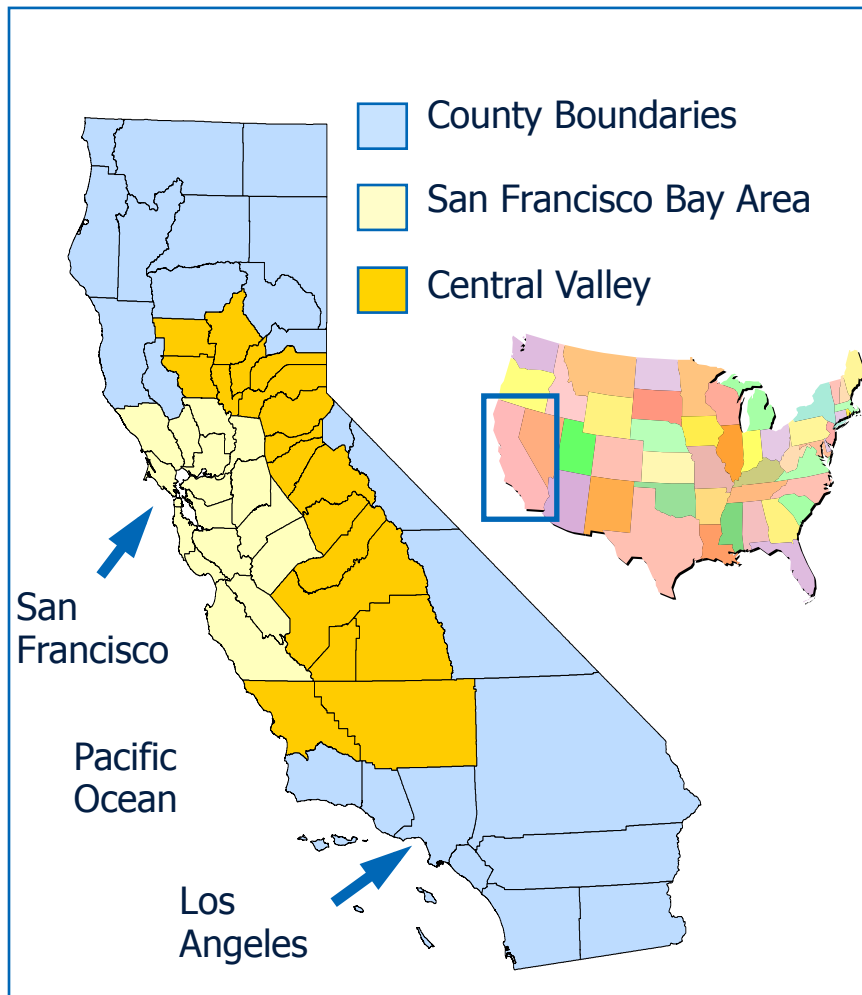 County Boundaries
San Francisco Bay Area
Central Valley
San
Francisco
Pacific
Ocean
Los
Angeles